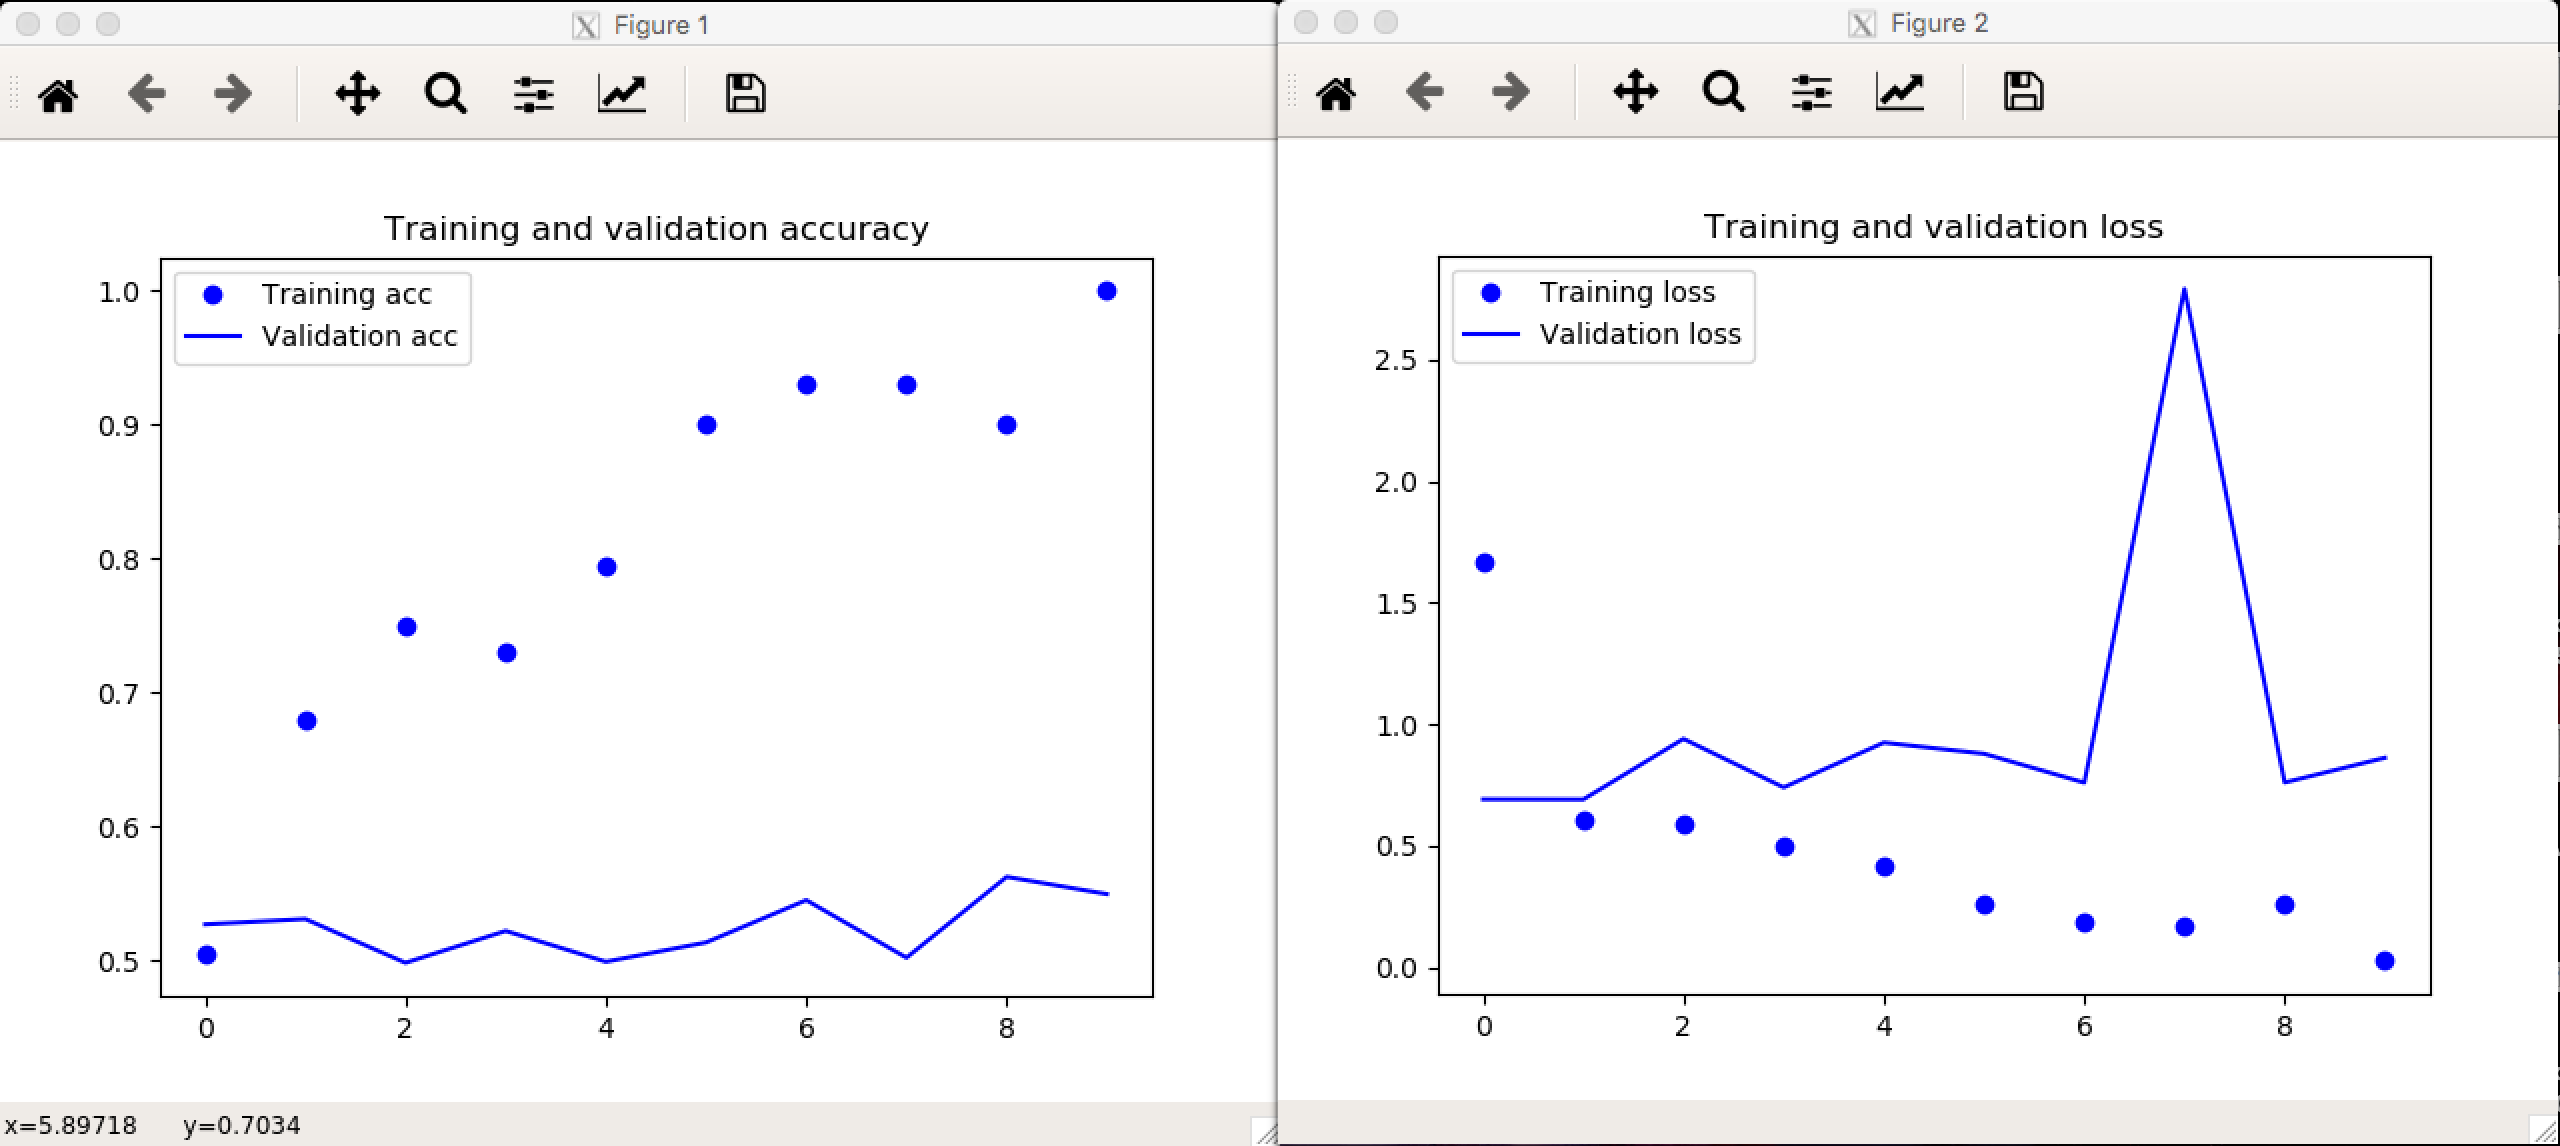 Figure 1
Training and validation accuracy
Training acc
Validation acc
1.0
0.9
0.8
0.7
0.6
0.5
0 2 4 6 8
x=5.89718 y=0.7034
Figure 2
Training and validation loss
Training loss
Validation loss
2.5
2.0
1.5
1.0
0.5
0.0
0 2 4 6 8